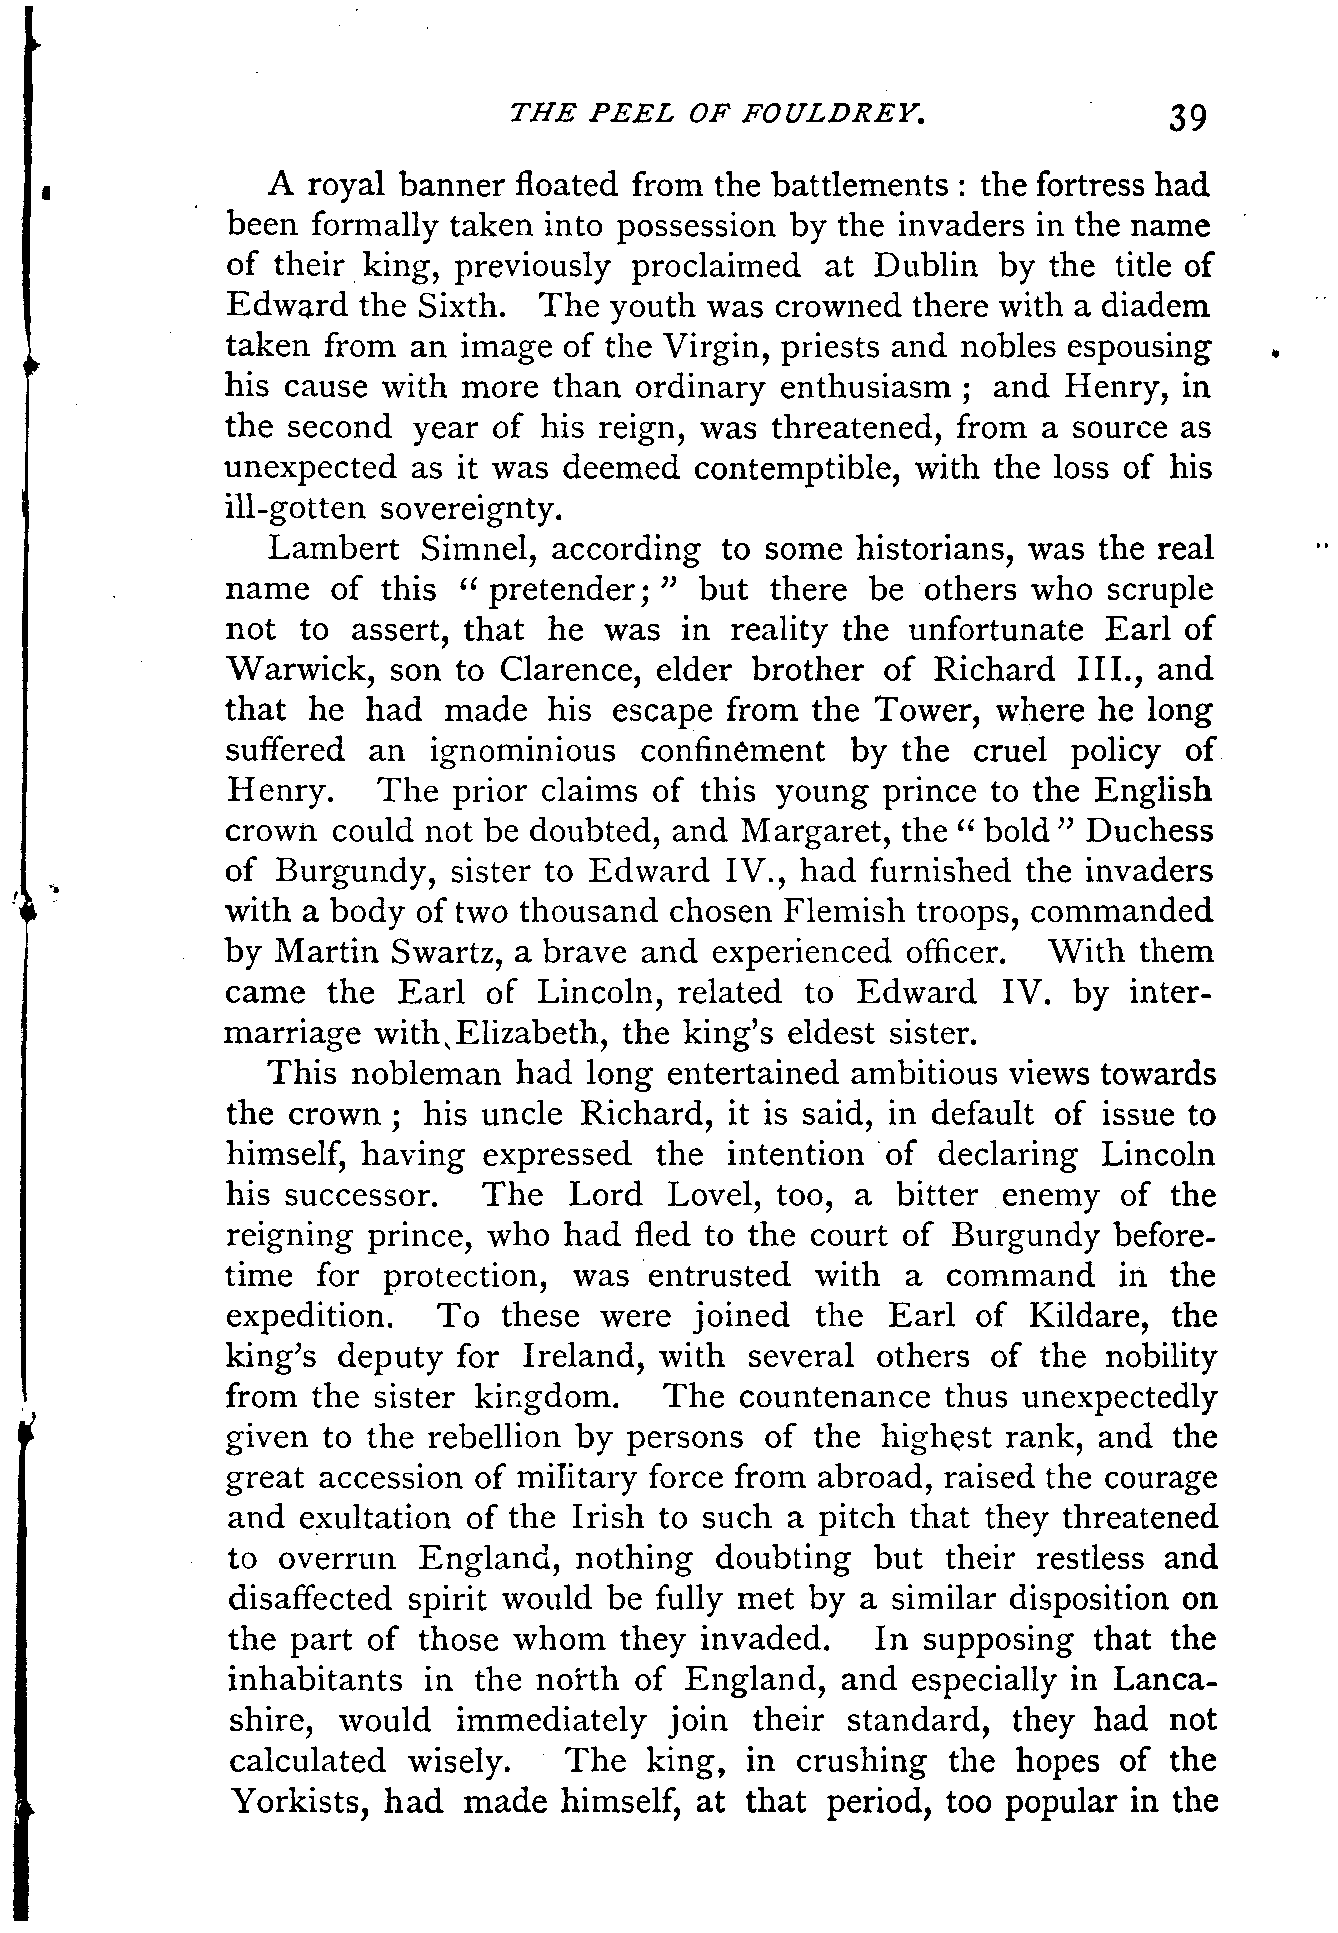 THE PEEL OF FOULDREY. 39
A royal banner floated from the battlements : the fortress had
been formally taken into possession by the invaders in the name
of their king, previously proclaimed at Dublin by the title of
Edward the Sixth. The youth was crowned there with a diadem
taken from an image of the Virgin, priests and nobles espousing
his cause with more than ordinary enthusiasm ; and Henry, in
the second year of his reign, was threatened, from a source as
unexpected as it was deemed contemptible, with the loss of his
ill-gotten sovereignty.
Lambert Simnel, according to some historians, was the real
name of this “ pretender; ” but there be others who scruple
not to assert, that he was in reality the unfortunate Earl of
Warwick, son to Clarence, elder brother of Richard III., and
that he had made his escape from the Tower, where he long
suffered an ignominious confinement by the cruel policy of
Henry. The prior claims of this young prince to the English
crown could not be doubted, and Margaret, the “ bold ” Duchess
of Burgundy, sister to Edward IV., had furnished the invaders
with a body of two thousand chosen Flemish troops, commanded
by Martin Swartz, a brave and experienced officer. With them
came the Earl of Lincoln, related to Edward IV. by inter-
marriage with Elizabeth, the king's eldest sister.
This nobleman had long entertained ambitious views towards
the crown ; his uncle Richard, it is said, in default of issue to
himself, having expressed the intention of declaring Lincoln
his successor. The Lord Lovel, too, a bitter enemy of the
reigning prince, who had fled to the court of Burgundy before-
time for protection, was entrusted with a command in the
expedition. To these were joined the Earl of Kildare, the
king's deputy for Ireland, with several others of the nobility
from the sister kingdom. The countenance thus unexpectedly
given to the rebellion by persons of the highest rank, and the
great accession of military force from abroad, raised the courage
and exultation of the Irish to such a pitch that they threatened
to overrun England, nothing doubting but their restless and
disaffected spirit would be fully met by a similar disposition on
the part of those whom they invaded. In supposing that the
inhabitants in the north of England, and especially in Lanca-
shire, would immediately join their standard, they had not
calculated wisely. The king, in crushing the hopes of the
Yorkists, had made himself, at that period, too popular in the